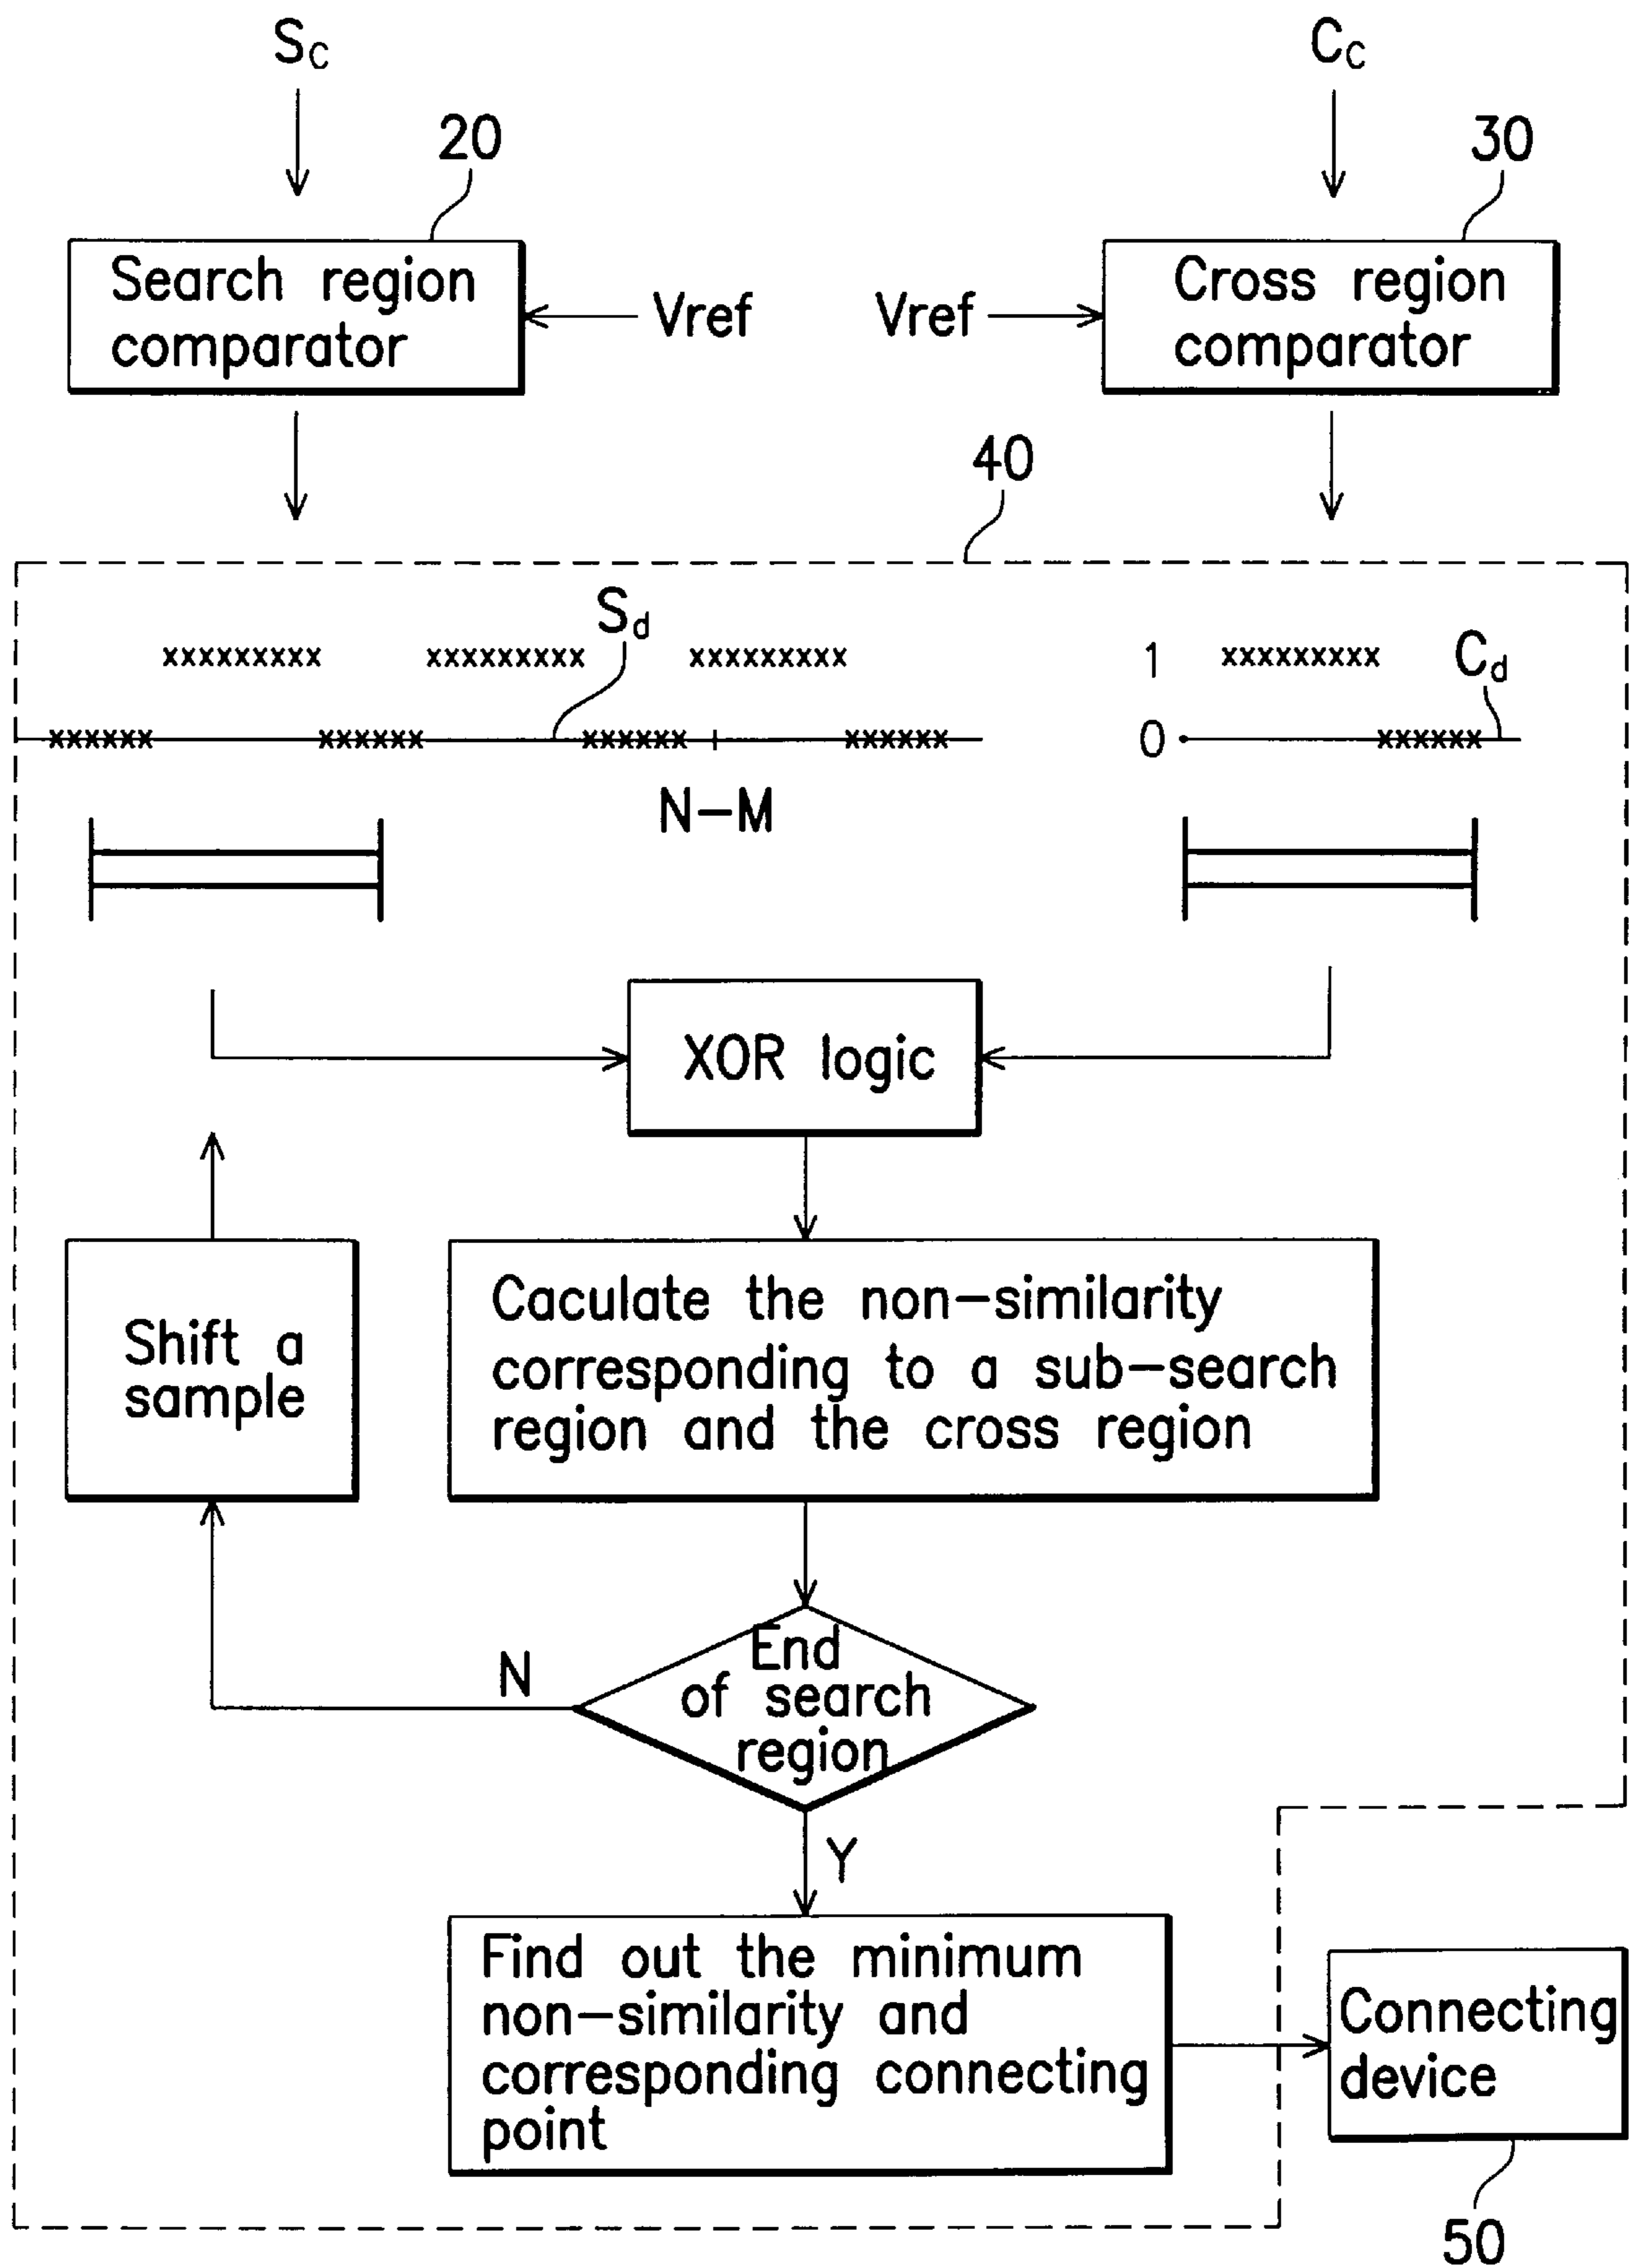 Sc Cc
20 30
Search region
comparator
Vref Vref
Cross region
comparator
40
Sd
xxxxxxxxx xxxxxxxxx xxxxxxxxx 1 xxxxxxxxx Cd
xxxxxx xxxxxx xxxxxx xxxxxx 0 xxxxxx
N-M
XOR logic
Shift a
sample
Caculate the non-similarity
corresponding to a sub-search
region and the cross region
End
of search
region
N
Y
Find out the minimum
non-similarity and
corresponding connecting
point
Connecting
device
50